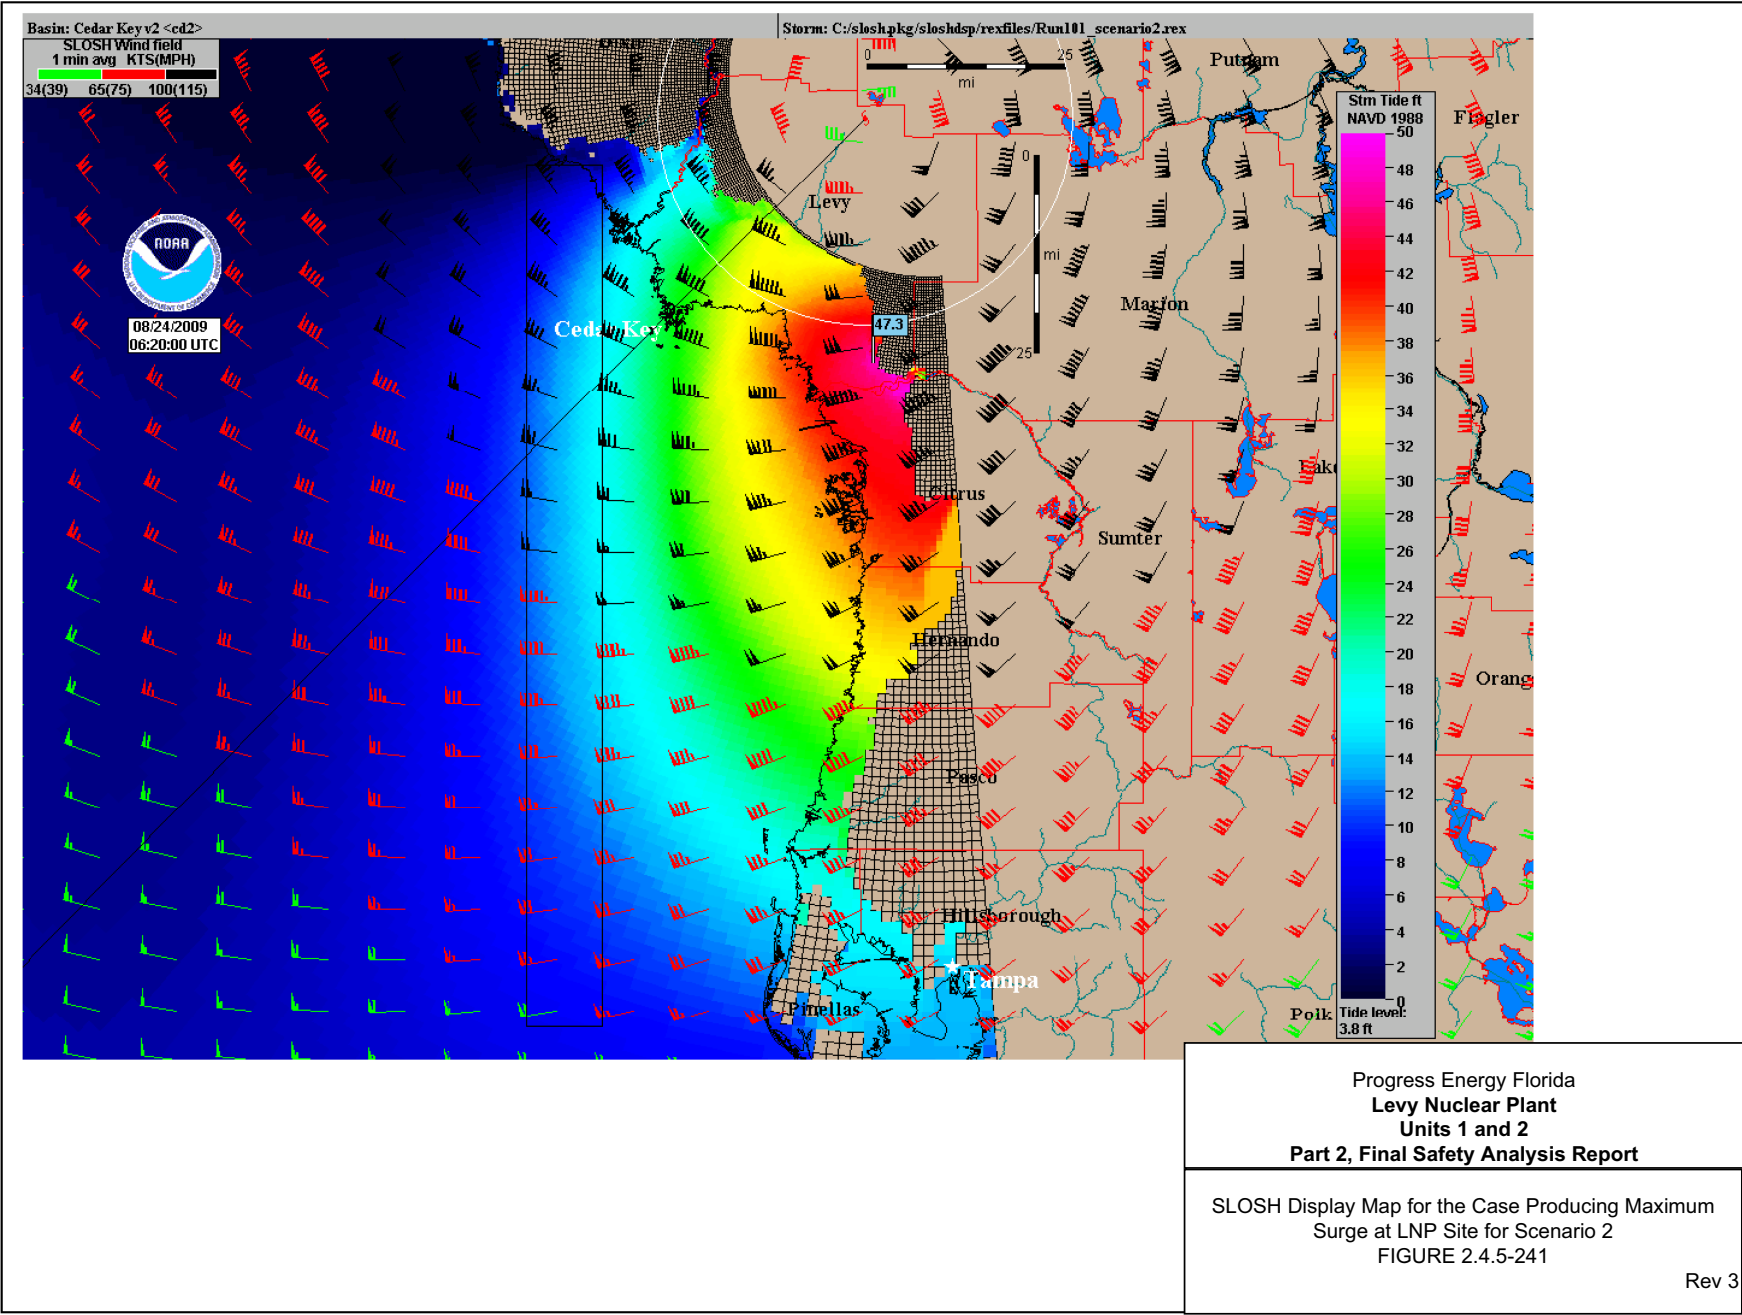 Basin: Cedar Key v2 <cd2>
Storm: C:/slosh.pkg/sloshdsp/rexfiles/Run101_scenario2.rex
SLOSH Wind field
1 min avg KTS(MPH)
34(39) 65(75) 100(115)
0 25
mi
Putnam
Stm Tide ft
NAVD 1988
50
48
46
44
42
40
38
36
34
32
30
28
26
24
22
20
18
16
14
12
10
8
6
4
2
0
Tide level:
3.8 ft
Flagler
0
mi
25
Levy
NOAA
08/24/2009
06:20:00 UTC
Marion
Cedar Key
47.3
Citrus
Lake
Sumter
Hernando
Orang
Pasco
Hillsborough
Tampa
Pinellas
Polk
Progress Energy Florida
Levy Nuclear Plant
Units 1 and 2
Part 2, Final Safety Analysis Report
SLOSH Display Map for the Case Producing Maximum
Surge at LNP Site for Scenario 2
FIGURE 2.4.5-241
Rev 3